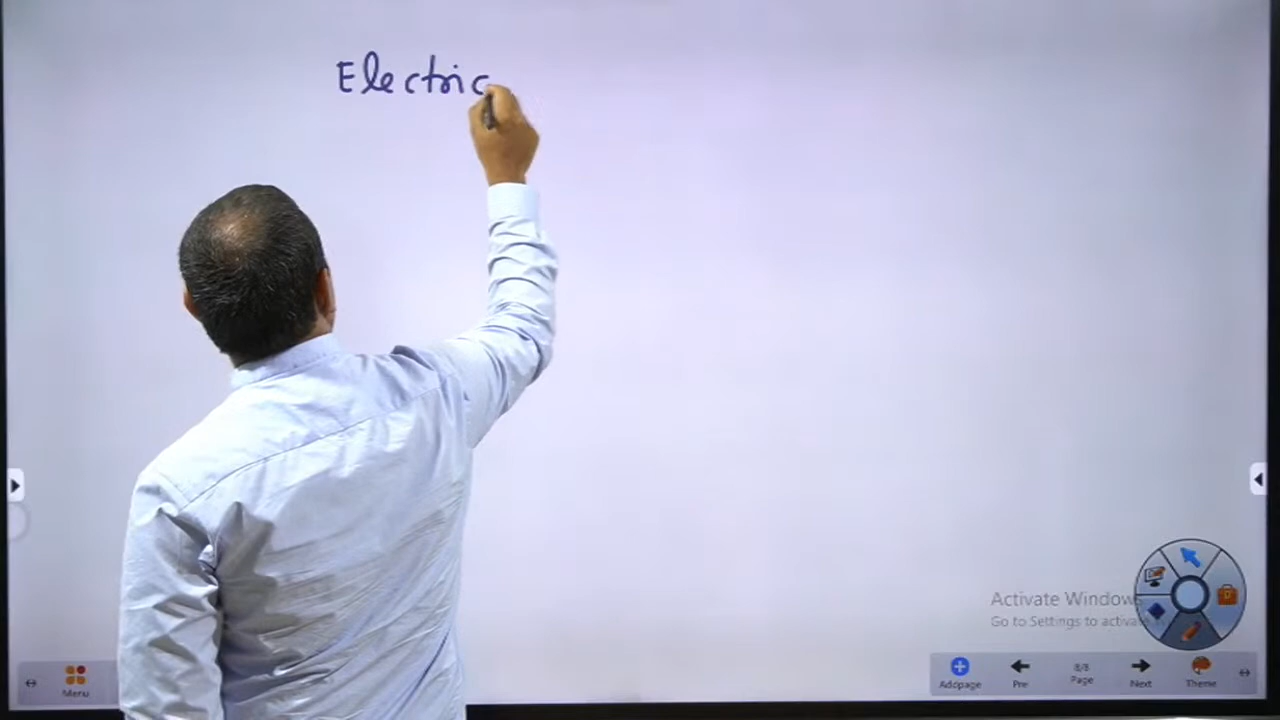 Electric
Activate Windows
Go to Settings to activate
Menu
Addpage
Pre
8/8
Page
Next
Theme